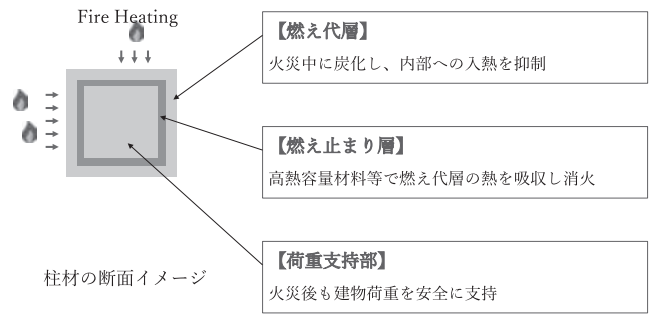 Fire Heating
【燃え代層】
火災中に炭化し、内部への入熱を抑制
【燃え止まり層】
高熱容量材料等で燃え代層の熱を吸収し消火
【荷重支持部】
火災後も建物荷重を安全に支持
柱材の断面イメージ